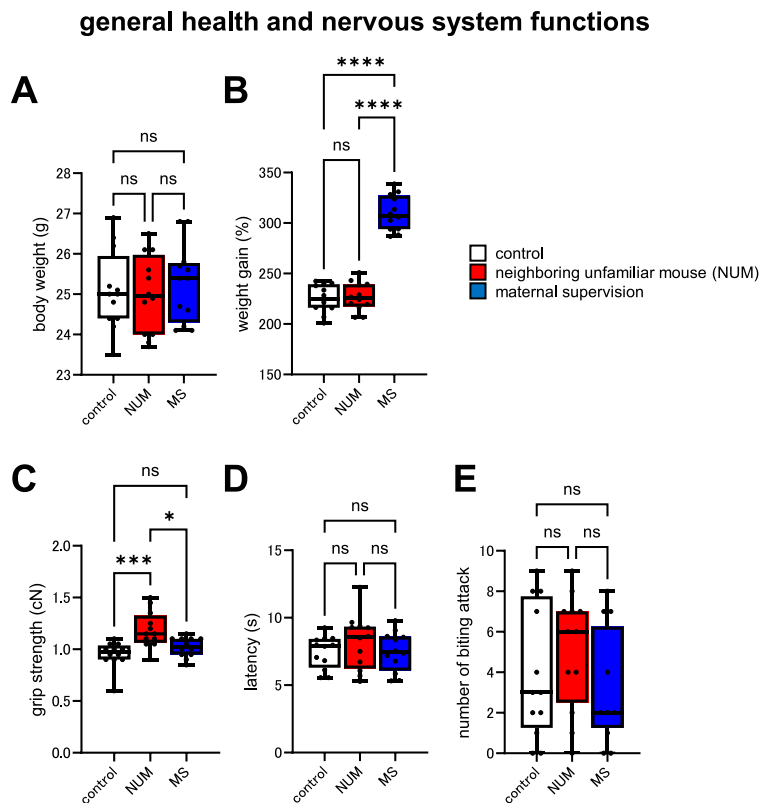 general health and nervous system functions
A
ns
ns
ns
body weight (g)
28
27
26
25
24
23
control
NUM
MS
B
****
****
ns
weight gain (%)
350
300
250
200
150
control
NUM
MS
control
neighboring unfamiliar mouse (NUM)
maternal supervision
C
ns
*
***
grip strength (cN)
2.0
1.5
1.0
0.5
0.0
control
NUM
MS
D
ns
ns
ns
latency (s)
15
10
5
0
control
NUM
MS
E
ns
ns
ns
number of biting attack
10
8
6
4
2
0
control
NUM
MS